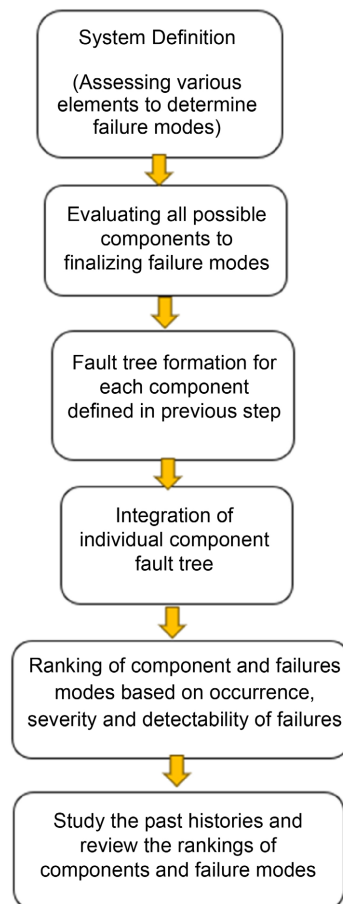 System Definition
(Assessing various
elements to determine
failure modes)
Evaluating all possible
components to
finalizing failure modes
Fault tree formation for
each component
defined in previous step
Integration of
individual component
fault tree
Ranking of component and failures
modes based on occurrence,
severity and detectability of failures
Study the past histories and
review the rankings of
components and failure modes